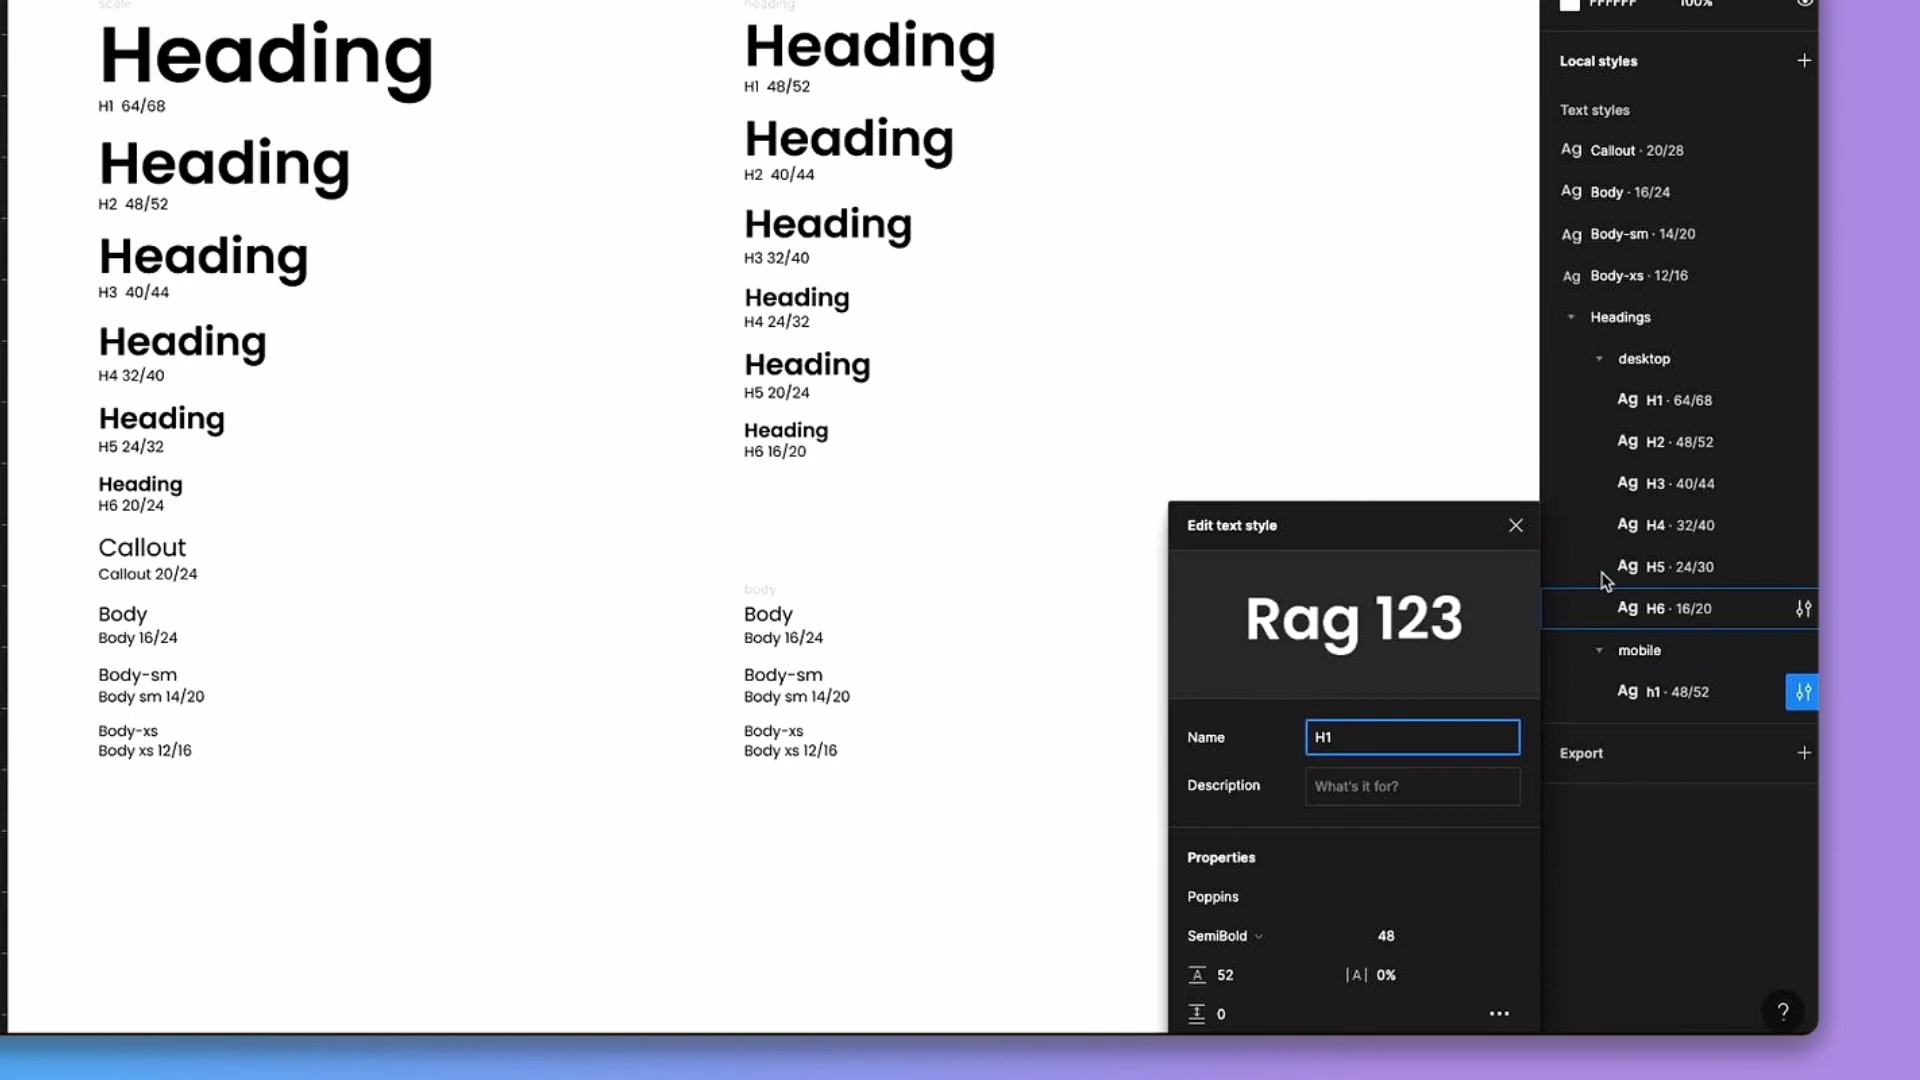 scale
Heading
H1 64/68
Heading
H2 48/52
Heading
H3 40/44
Heading
H4 32/40
Heading
H5 24/32
Heading
H6 20/24
Callout
Callout 20/24
Body
Body 16/24
Body-sm
Body sm 14/20
Body-xs
Body xs 12/16
heading
Heading
H1 48/52
Heading
H2 40/44
Heading
H3 32/40
Heading
H4 24/32
Heading
H5 20/24
Heading
H6 16/20
body
Body
Body 16/24
Body-sm
Body sm 14/20
Body-xs
Body xs 12/16
Edit text style
Rag 123
Name H1
Description What's it for?
Properties
Poppins
SemiBold 48
A 52 |A| 0%
0
FFFFFF 100%
Local styles
Text styles
Ag Callout · 20/28
Ag Body · 16/24
Ag Body-sm · 14/20
Ag Body-xs · 12/16
Headings
desktop
Ag H1 · 64/68
Ag H2 · 48/52
Ag H3 · 40/44
Ag H4 · 32/40
Ag H5 · 24/30
Ag H6 · 16/20
mobile
Ag h1 · 48/52
Export
?